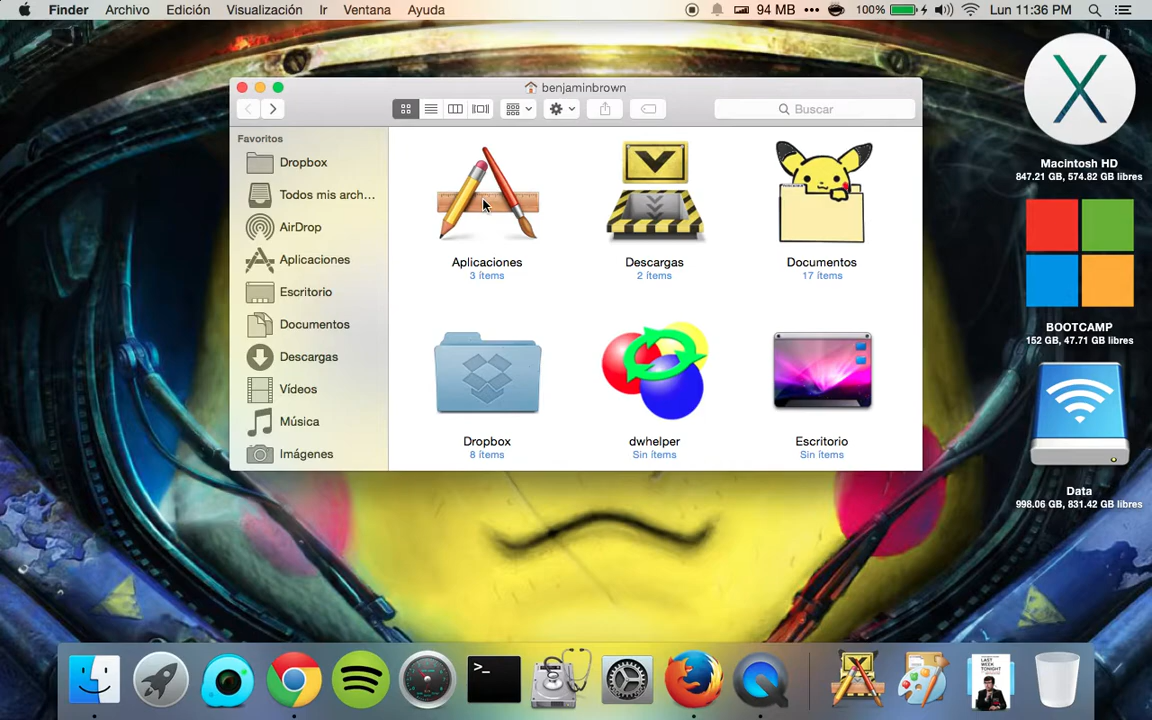 Finder Archivo Edición Visualización Ir Ventana Ayuda 94 MB 100% Lun 11:36 PM
benjaminbrown
Buscar
Favoritos
Dropbox
Todos mis arch...
AirDrop
Aplicaciones
Escritorio
Documentos
Descargas
Vídeos
Música
Imágenes
Aplicaciones
3 ítems
Descargas
2 ítems
Documentos
17 ítems
Dropbox
8 ítems
dwhelper
Sin ítems
Escritorio
Sin ítems
Macintosh HD
847.21 GB, 574.82 GB libres
BOOTCAMP
152 GB, 47.71 GB libres
Data
998.06 GB, 831.42 GB libres
>_
LAST
WEEK
TONIGHT